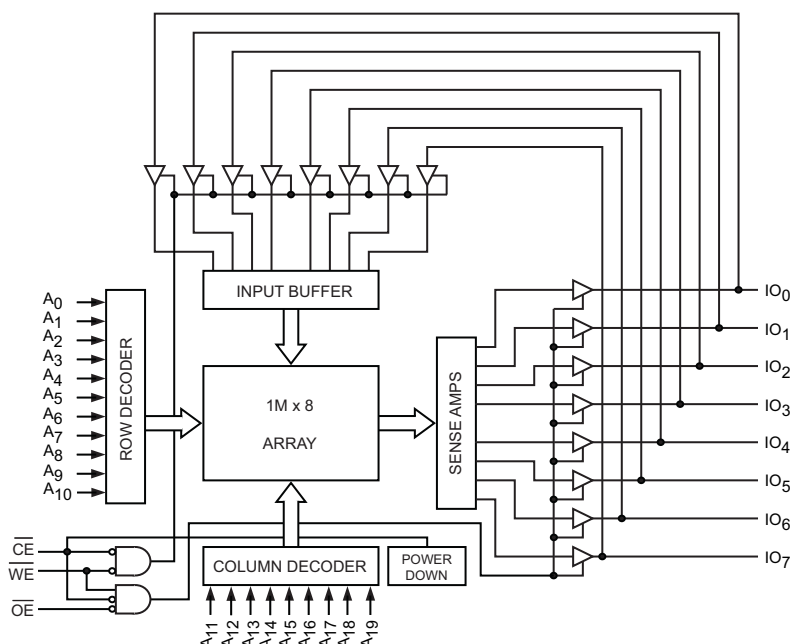 INPUT BUFFER
A0
A1
A2
A3
A4
A5
A6
A7
A8
A9
A10
ROW DECODER
1M x 8
ARRAY
SENSE AMPS
IO0
IO1
IO2
IO3
IO4
IO5
IO6
IO7
CE
WE
OE
COLUMN DECODER
POWER
DOWN
A11
A12
A13
A14
A15
A16
A17
A18
A19